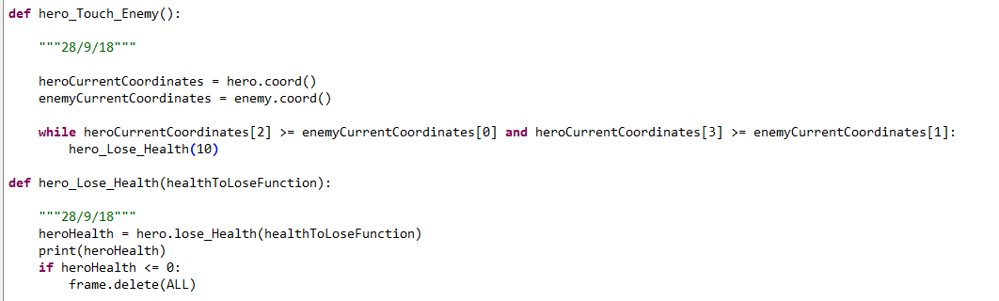 def hero_Touch_Enemy():
"""28/9/18"""
heroCurrentCoordinates = hero.coord()
enemyCurrentCoordinates = enemy.coord()
while heroCurrentCoordinates[2] >= enemyCurrentCoordinates[0] and heroCurrentCoordinates[3] >= enemyCurrentCoordinates[1]:
hero_Lose_Health(10)
def hero_Lose_Health(healthToLoseFunction):
"""28/9/18"""
heroHealth = hero.lose_Health(healthToLoseFunction)
print(heroHealth)
if heroHealth <= 0:
frame.delete(ALL)